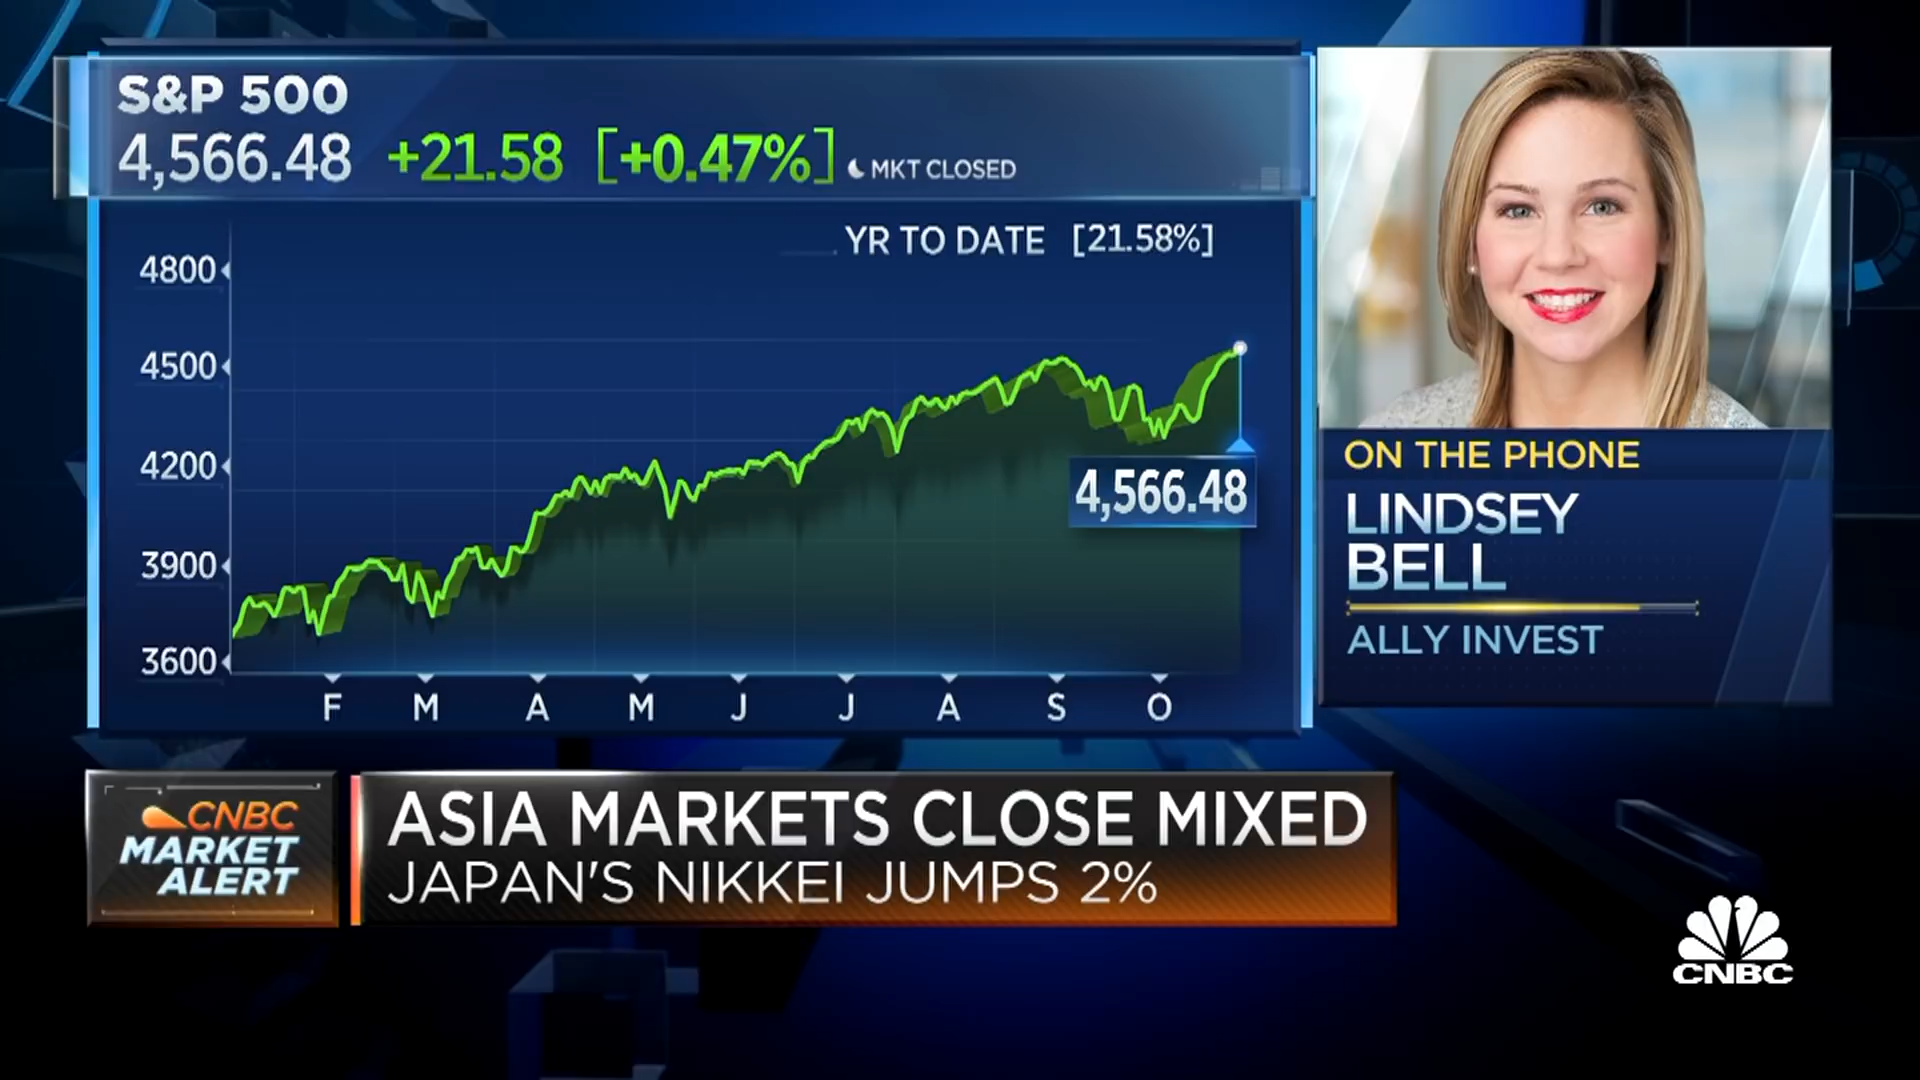 S&P 500
4,566.48 +21.58 [+0.47%] MKT CLOSED
YR TO DATE [21.58%]
4800
4500
4200
3900
3600
4,566.48
F M A M J J A S O
ON THE PHONE
LINDSEY
BELL
ALLY INVEST
CNBC
MARKET
ALERT
ASIA MARKETS CLOSE MIXED
JAPAN'S NIKKEI JUMPS 2%
CNBC